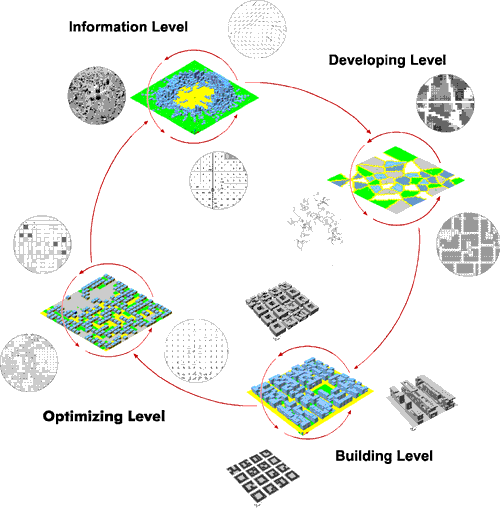 Information Level
Developing Level
Optimizing Level
Building Level